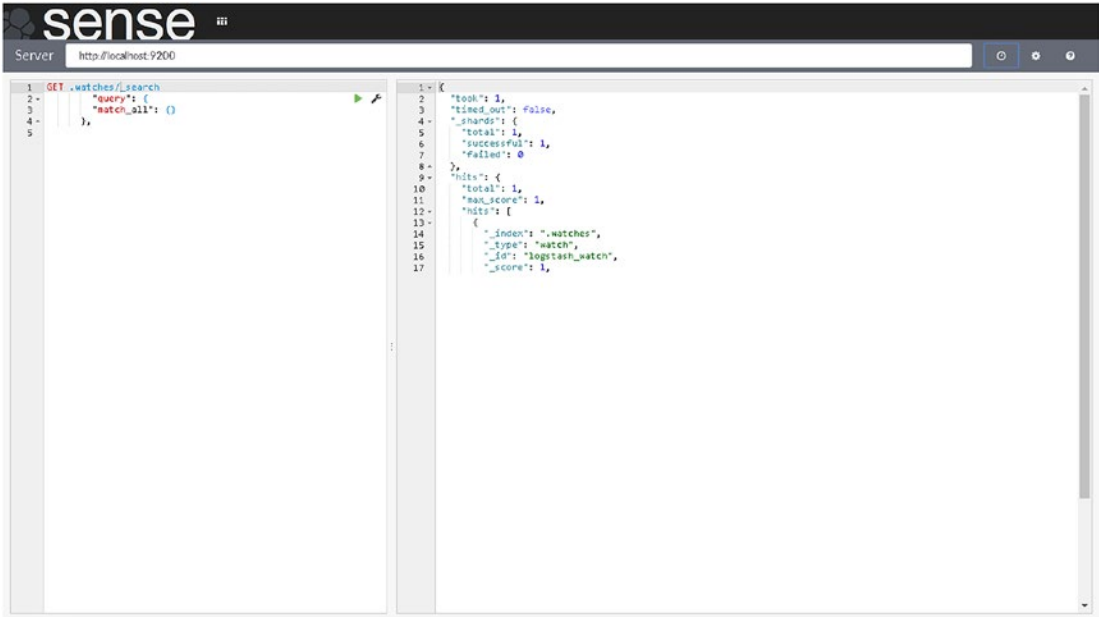 sense
Server http://localhost:9200
1 GET .watches/_search
2 "query": {
3 "match_all": {}
4 },
5
1 {
2 "took": 1,
3 "timed_out": false,
4 "_shards": {
5 "total": 1,
6 "successful": 1,
7 "failed": 0
8 },
9 "hits": {
10 "total": 1,
11 "max_score": 1,
12 "hits": [
13 {
14 "_index": ".watches",
15 "_type": "watch",
16 "_id": "logstash_watch",
17 "_score": 1,